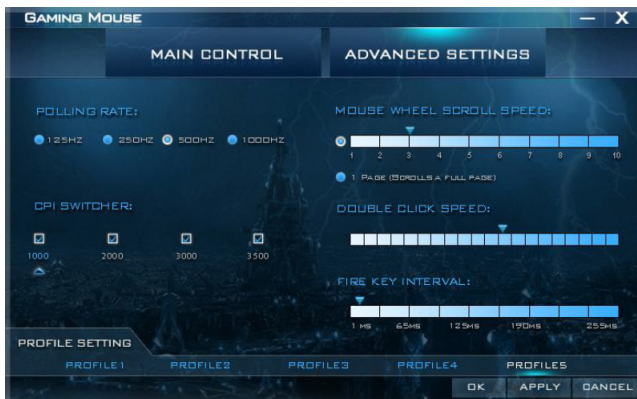 GAMING MOUSE
— X
MAIN CONTROL ADVANCED SETTINGS
POLLING RATE:
125HZ 250HZ 500HZ 1000HZ
MOUSE WHEEL SCROLL SPEED:
1 2 3 4 5 6 7 8 9 10
1 PAGE (SCROLLS A FULL PAGE)
CPI SWITCHER:
1000 2000 3000 3500
DOUBLE CLICK SPEED:
FIRE KEY INTERVAL:
1 MS 65MS 125MS 190MS 255MS
PROFILE SETTING
PROFILE1 PROFILE2 PROFILE3 PROFILE4 PROFILE5
OK APPLY CANCEL